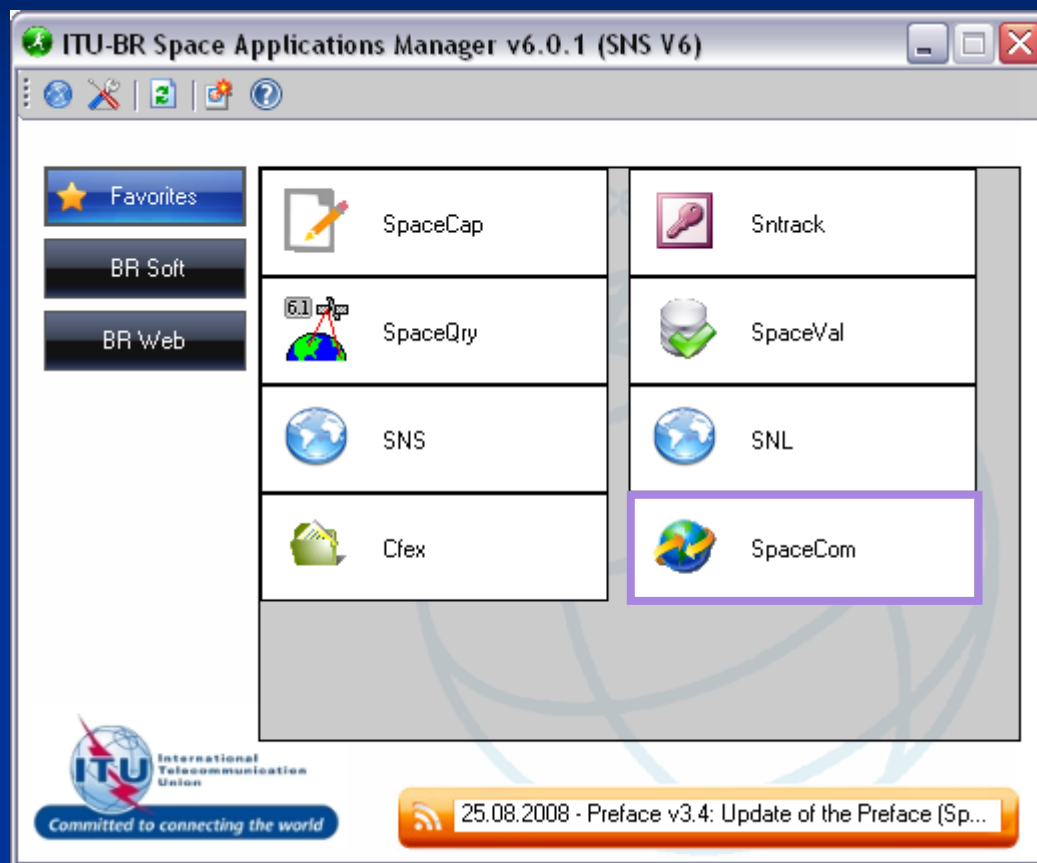 ITU-BR Space Applications Manager v6.0.1 (SNS V6)
Favorites
BR Soft
BR Web
SpaceCap
Sntrack
6.1
SpaceQry
SpaceVal
SNS
SNL
Cfex
SpaceCom
ITU
International
Telecommunication
Union
Committed to connecting the world
25.08.2008 - Preface v3.4: Update of the Preface (Sp...